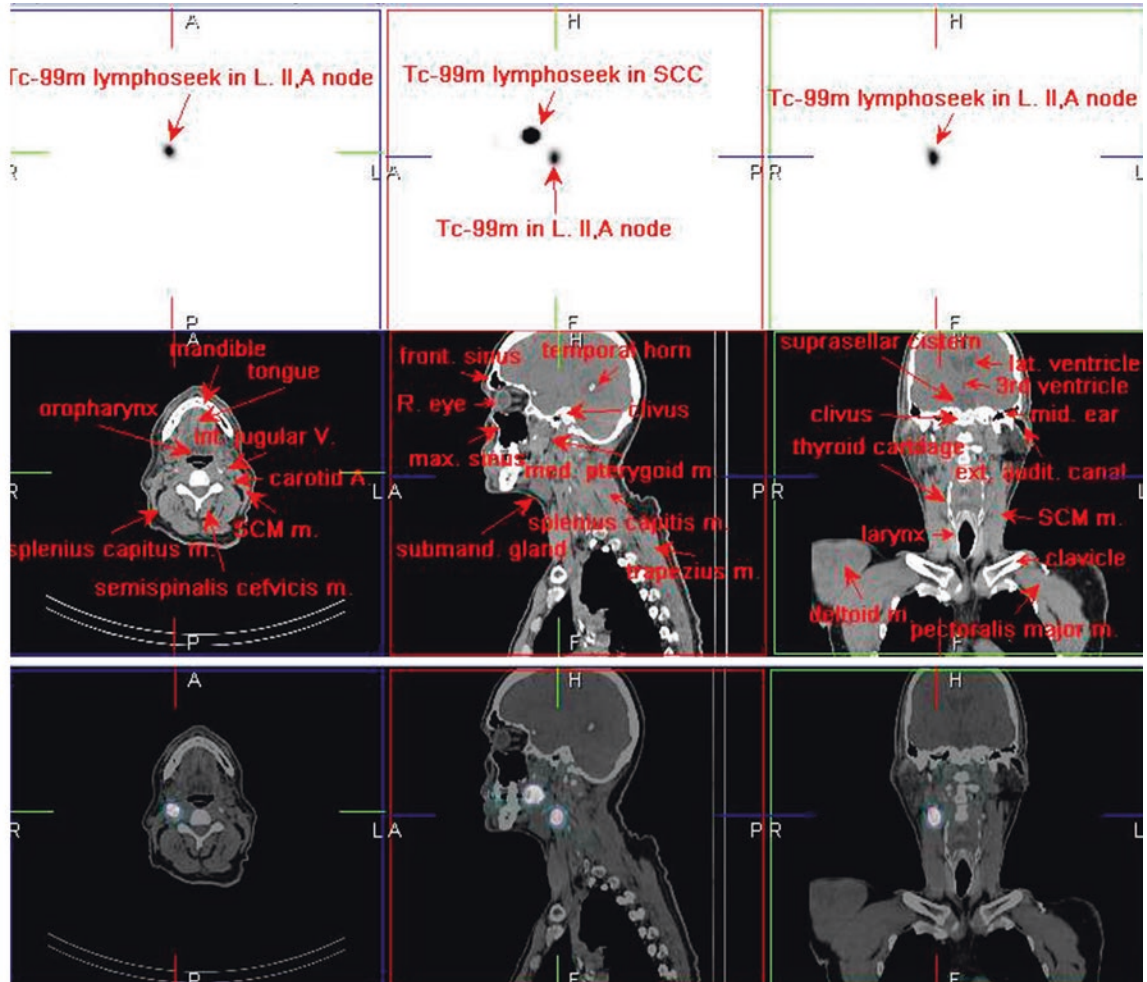 A
H
H
Tc-99m lymphoseek in L. II,A node
Tc-99m lymphoseek in SCC
Tc-99m lymphoseek in L. II,A node
R
L
A
P
R
L
Tc-99m in L. II,A node
P
F
F
A
H
H
mandible
tongue
oropharynx
int. jugular V.
carotid A.
SCM m.
splenius capitus m.
semispinalis cefvicis m.
R
L
P
front. sinus
temporal horn
R. eye
clivus
max. sinus
med. pterygoid m.
splenius capitis m.
submand. gland
trapezius m.
A
P
F
suprasellar cistern
lat. ventricle
3rd ventricle
clivus
mid. ear
thyroid cartilage
ext. audit. canal
SCM m.
larynx
clavicle
deltoid m.
pectoralis major m.
R
L
F
A
H
H
R
L
A
P
R
L
P
F
F